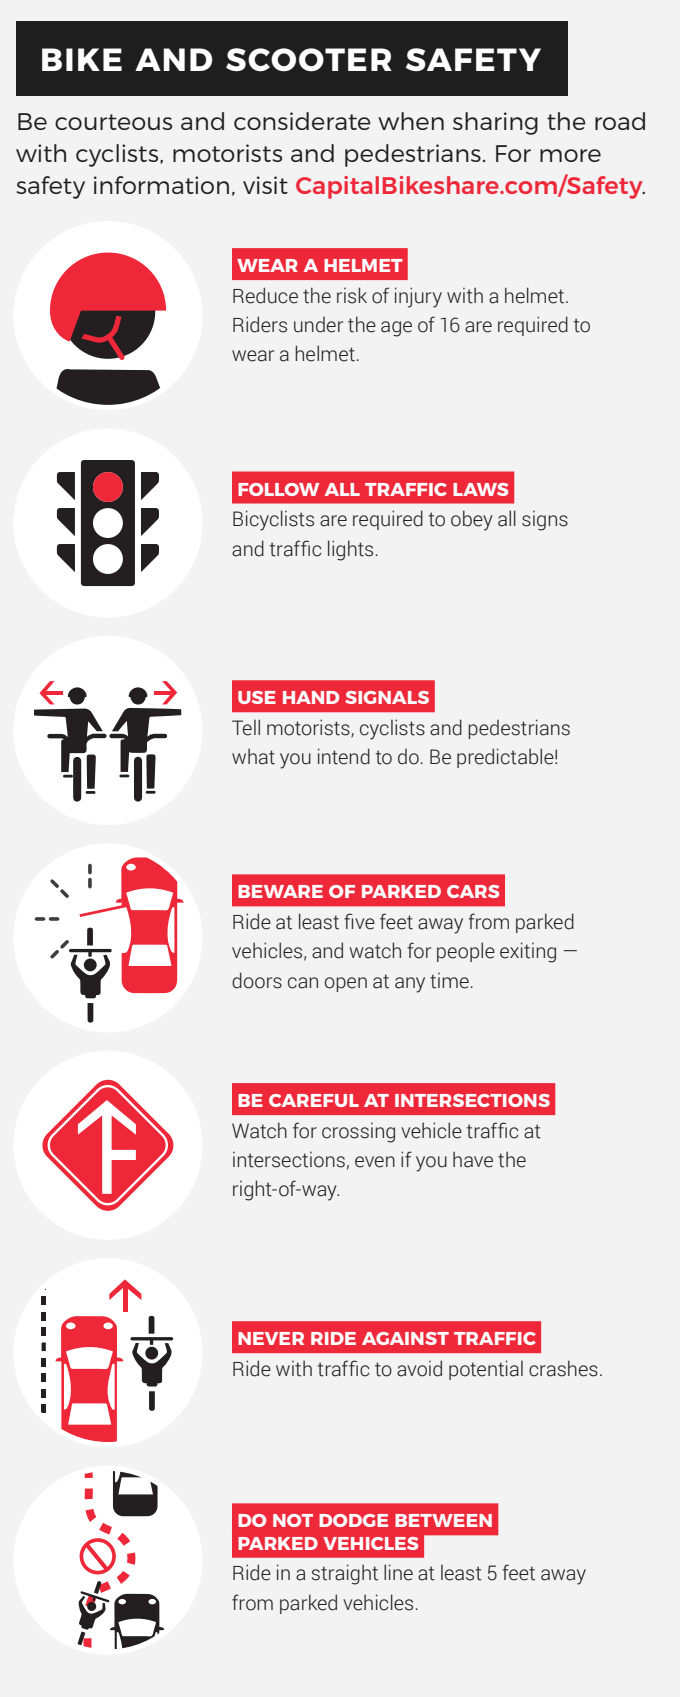 BIKE AND SCOOTER SAFETY
Be courteous and considerate when sharing the road
with cyclists, motorists and pedestrians. For more
safety information, visit CapitalBikeshare.com/Safety.
WEAR A HELMET
Reduce the risk of injury with a helmet.
Riders under the age of 16 are required to
wear a helmet.
FOLLOW ALL TRAFFIC LAWS
Bicyclists are required to obey all signs
and traffic lights.
USE HAND SIGNALS
Tell motorists, cyclists and pedestrians
what you intend to do. Be predictable!
BEWARE OF PARKED CARS
Ride at least five feet away from parked
vehicles, and watch for people exiting —
doors can open at any time.
BE CAREFUL AT INTERSECTIONS
Watch for crossing vehicle traffic at
intersections, even if you have the
right-of-way.
NEVER RIDE AGAINST TRAFFIC
Ride with traffic to avoid potential crashes.
DO NOT DODGE BETWEEN
PARKED VEHICLES
Ride in a straight line at least 5 feet away
from parked vehicles.